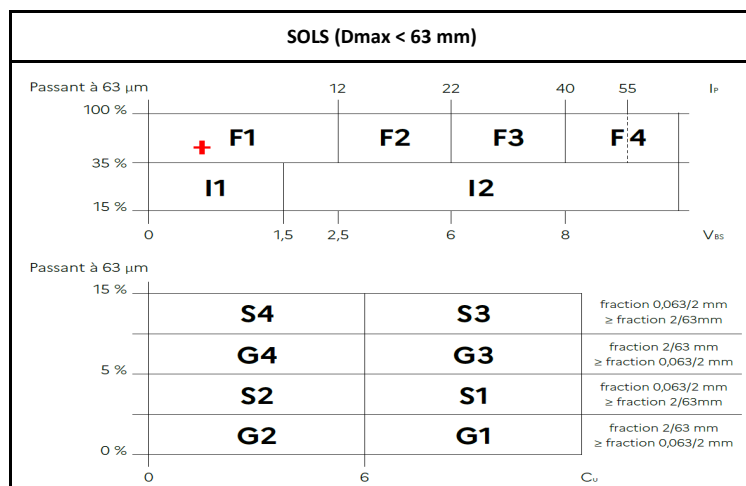 SOLS (Dmax < 63 mm)
Passant à 63 μm 12 22 40 55 IP
100 %
F1 F2 F3 F4
35 %
I1 I2
15 %
0 1,5 2,5 6 8 VBS
Passant à 63 μm
15 %
S4 S3 fraction 0,063/2 mm
≥ fraction 2/63mm
G4 G3 fraction 2/63 mm
≥ fraction 0,063/2 mm
5 %
S2 S1 fraction 0,063/2 mm
≥ fraction 2/63mm
G2 G1 fraction 2/63 mm
≥ fraction 0,063/2 mm
0 %
0 6 Cu